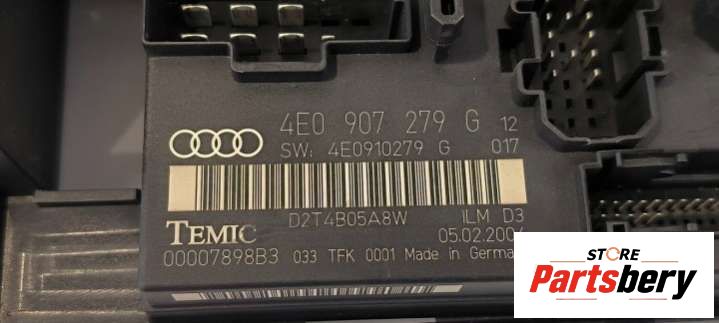 4E0 907 279 G 12
SW: 4E0910279 G 017
D2T4B05A8W ILM D3
TEMIC
00007898B3 033 TFK 0001 Made in
STORE
Partsbery